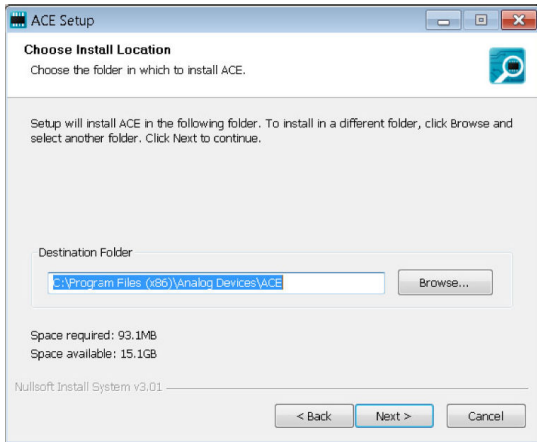 ACE Setup
Choose Install Location
Choose the folder in which to install ACE.
Setup will install ACE in the following folder. To install in a different folder, click Browse and
select another folder. Click Next to continue.
Destination Folder
C:\Program Files (x86)\Analog Devices\ACE
Browse...
Space required: 93.1MB
Space available: 15.1GB
Nullsoft Install System v3.01
< Back
Next >
Cancel